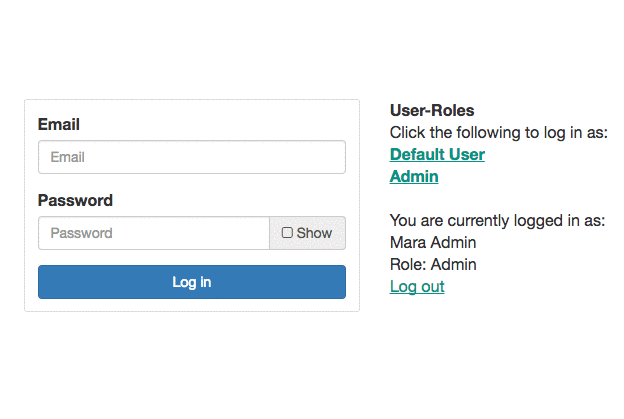 Email
Email
Password
Password
Show
Log in
User-Roles
Click the following to log in as:
Default User
Admin
You are currently logged in as:
Mara Admin
Role: Admin
Log out